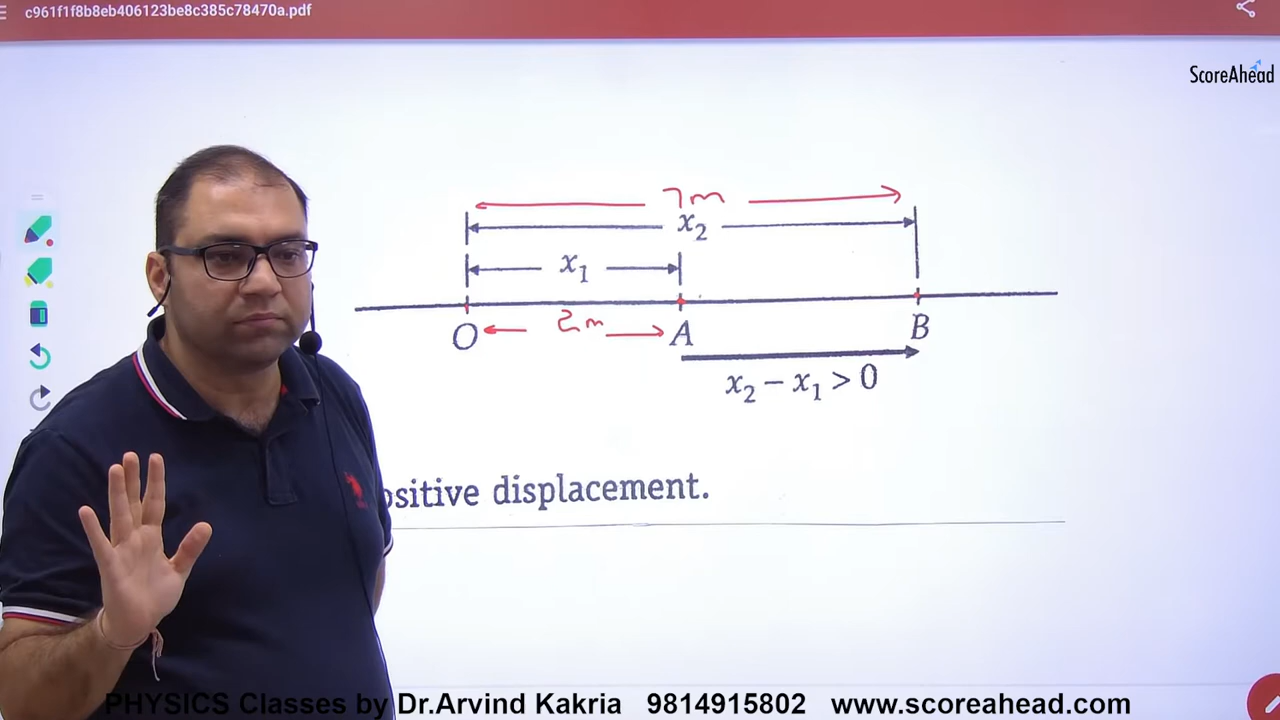 c961f1f8b8eb406123be8c385c78470a.pdf
ScoreAhead
7m
x₂
x₁
O 2m A B
x₂ − x₁ > 0
ositive displacement.
PHYSICS Classes by Dr.Arvind Kakria 9814915802 www.scoreahead.com